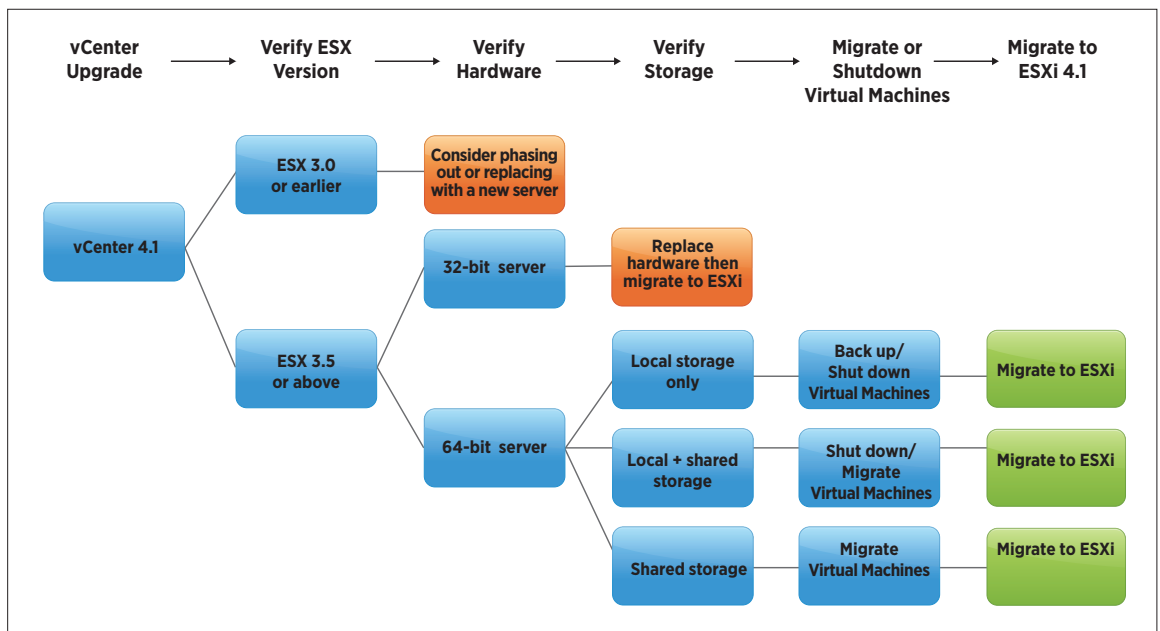 vCenter
Upgrade
Verify ESX
Version
Verify
Hardware
Verify
Storage
Migrate or
Shutdown
Virtual Machines
Migrate to
ESXi 4.1
vCenter 4.1
ESX 3.0
or earlier
Consider phasing
out or replacing
with a new server
ESX 3.5
or above
32-bit server
Replace
hardware then
migrate to ESXi
64-bit server
Local storage
only
Back up/
Shut down
Virtual Machines
Migrate to ESXi
Local + shared
storage
Shut down/
Migrate
Virtual Machines
Migrate to ESXi
Shared storage
Migrate
Virtual Machines
Migrate to ESXi